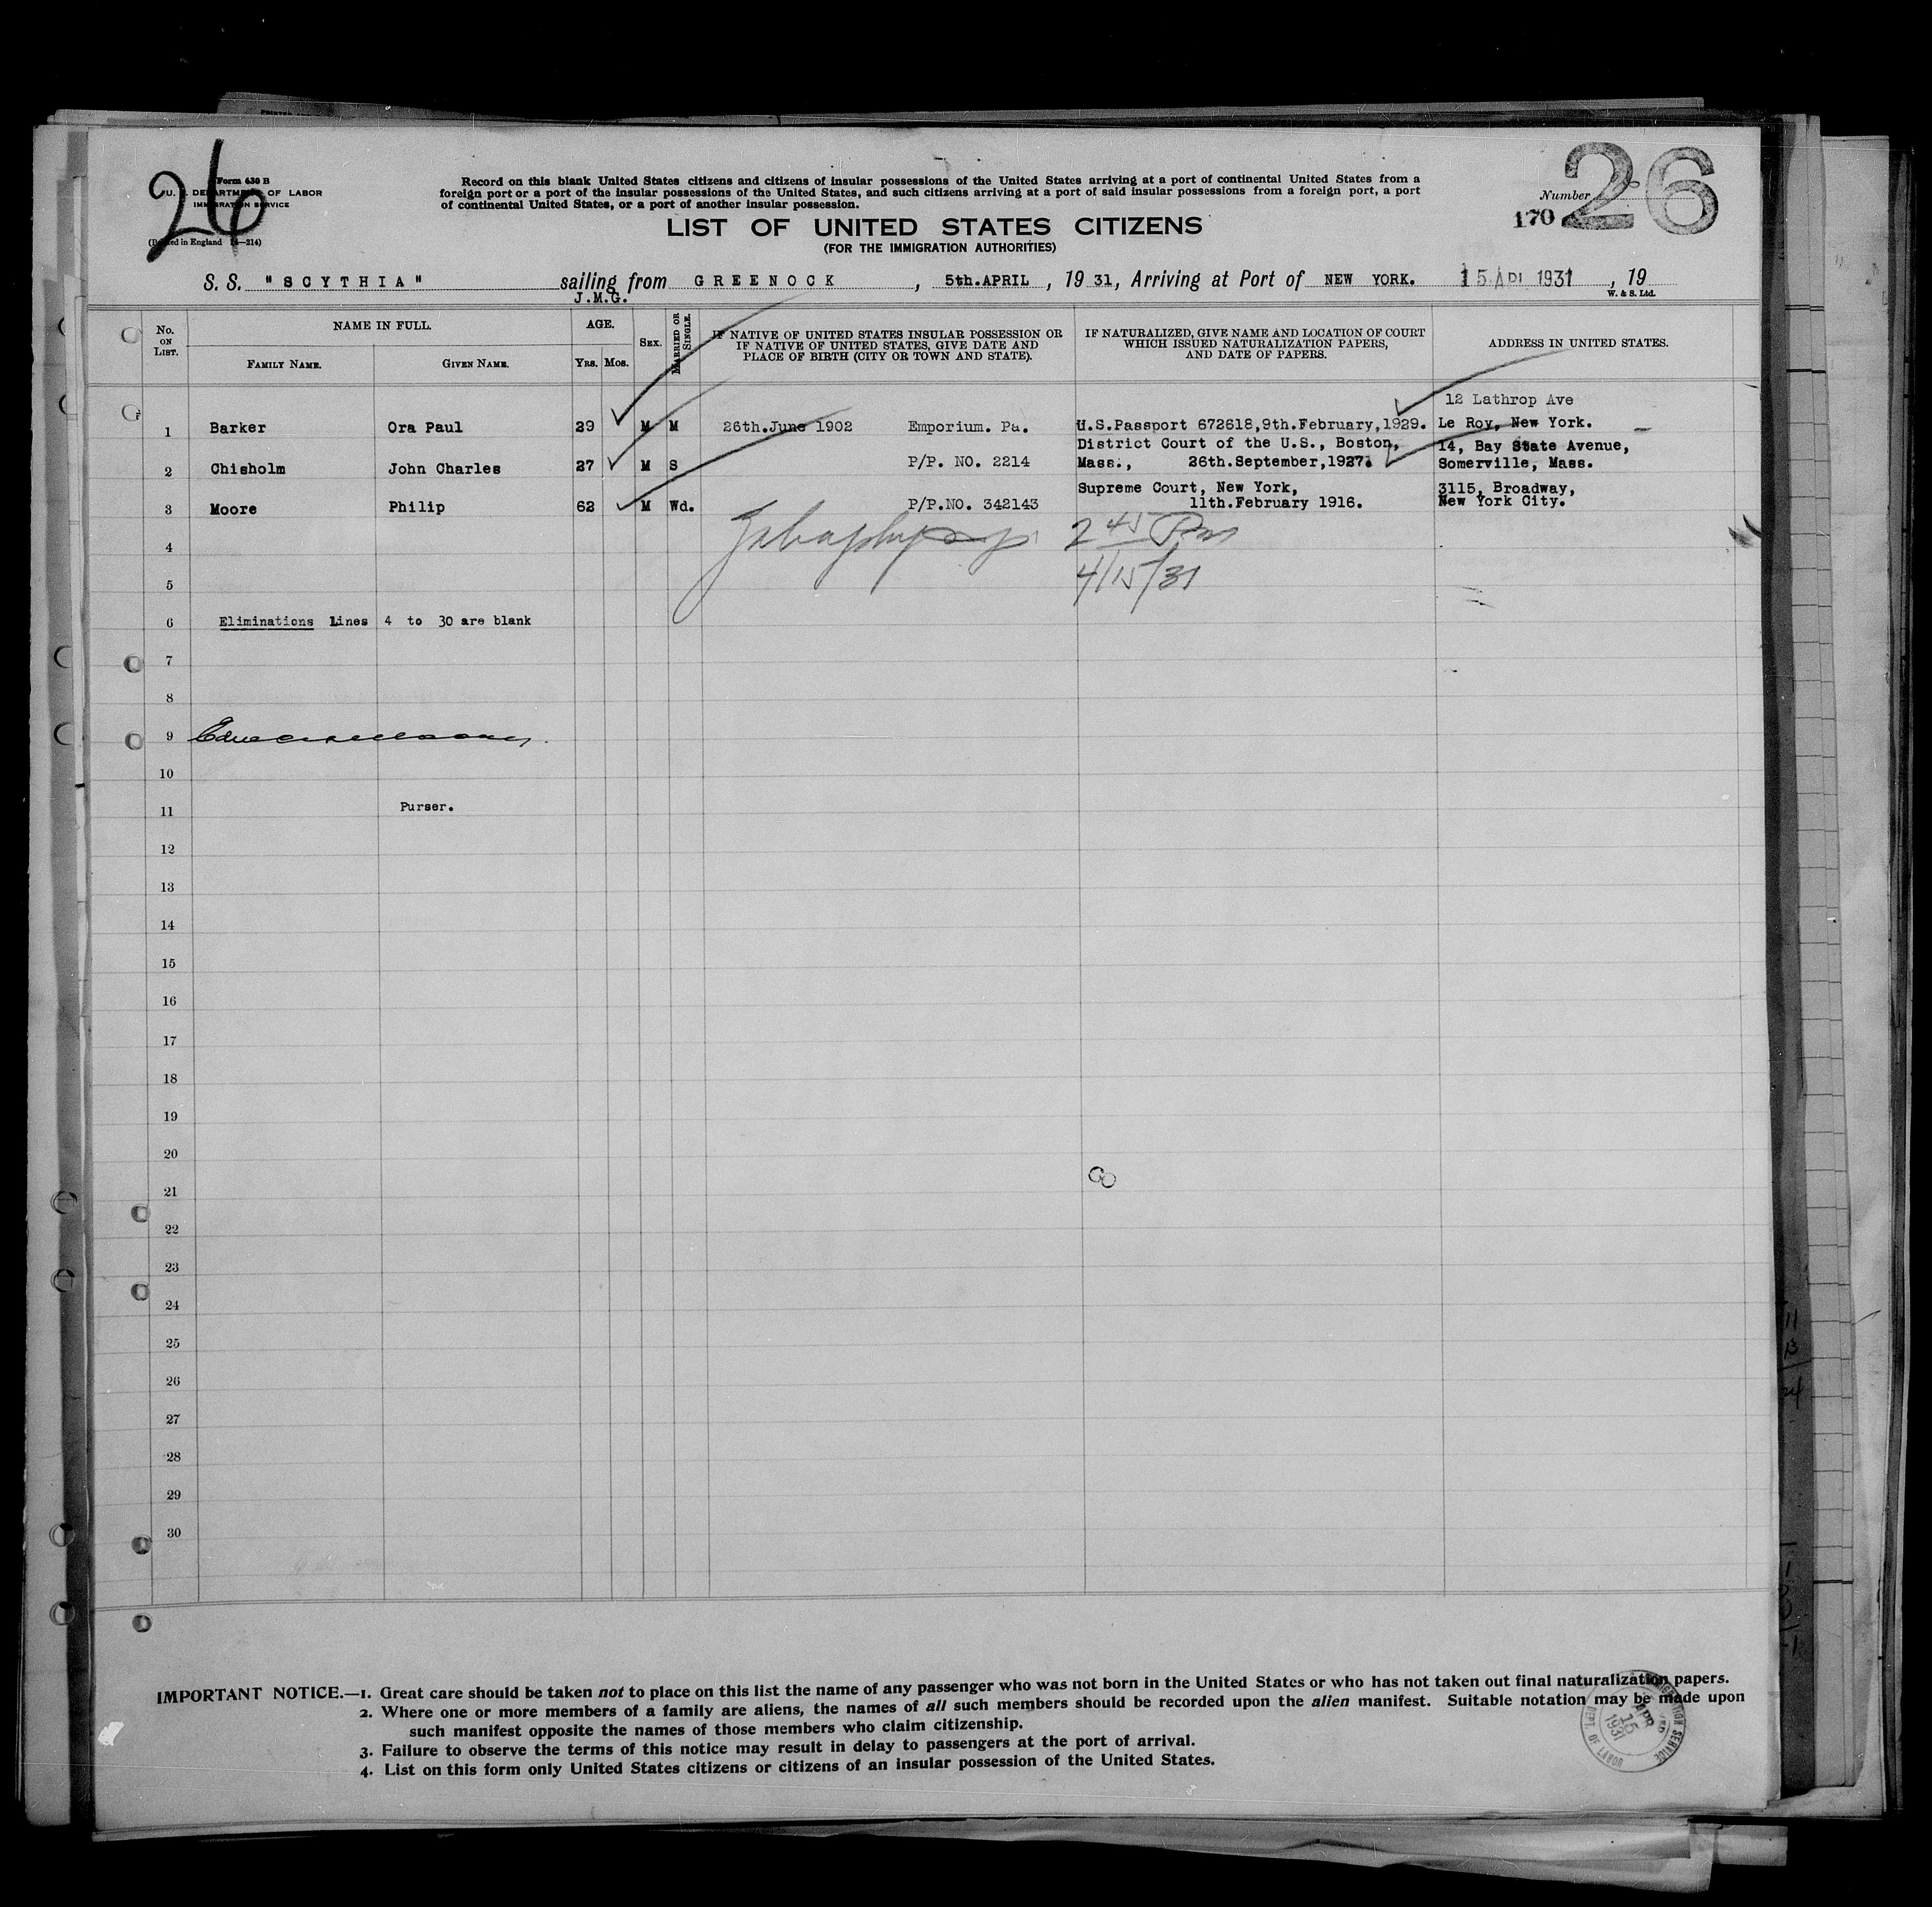 26
Form 630 B
U. S. DEPARTMENT OF LABOR
IMMIGRATION SERVICE
(Printed in England
Record on this blank United States citizens and citizens of insular possessions of the United States arriving at a port of continental United States from a
foreign port or a port of the insular possessions of the United States, and such citizens arriving at a port of said insular possessions from a foreign port, a port
of continental United States, or a port of another insular possession.
Number
170 26
LIST OF UNITED STATES CITIZENS
(FOR THE IMMIGRATION AUTHORITIES)
S. S. "SCYTHIA" sailing from GREENOCK, 5th.APRIL, 19 31, Arriving at Port of NEW YORK. 15 APL 1931, 19
J.M.G. W. & S. Ltd.
No. ON LIST. NAME IN FULL. AGE. SEX. MARRIED OR SINGLE. IF NATIVE OF UNITED STATES INSULAR POSSESSION OR IF NATIVE OF UNITED STATES, GIVE DATE AND PLACE OF BIRTH (CITY OR TOWN AND STATE). IF NATURALIZED, GIVE NAME AND LOCATION OF COURT WHICH ISSUED NATURALIZATION PAPERS, AND DATE OF PAPERS. ADDRESS IN UNITED STATES.
FAMILY NAME. GIVEN NAME. YRS. MOS.
12 Lathrop Ave
1 Barker Ora Paul 29 M M 26th.June 1902 Emporium. Pa. U.S.Passport 672618,9th.February,1929. Le Roy, New York.
District Court of the U.S., Boston, 14, Bay State Avenue,
2 Chisholm John Charles 27 M S P/P. NO. 2214 Mass., 26th.September,1927. Somerville, Mass.
Supreme Court, New York, 3115, Broadway,
3 Moore Philip 62 M Wd. P/P.NO. 342143 11th.February 1916. New York City.
4 2 45 Pm
5 4/15/31
6 Eliminations Lines 4 to 30 are blank
7
8
9
10
11 Purser.
12
13
14
15
16
17
18
19
20
21
22
23
24
25
26
27
28
29
30
IMPORTANT NOTICE.—1. Great care should be taken not to place on this list the name of any passenger who was not born in the United States or who has not taken out final naturalization papers.
2. Where one or more members of a family are aliens, the names of all such members should be recorded upon the alien manifest. Suitable notation may be made upon
such manifest opposite the names of those members who claim citizenship.
3. Failure to observe the terms of this notice may result in delay to passengers at the port of arrival.
4. List on this form only United States citizens or citizens of an insular possession of the United States.
APR
15
1931